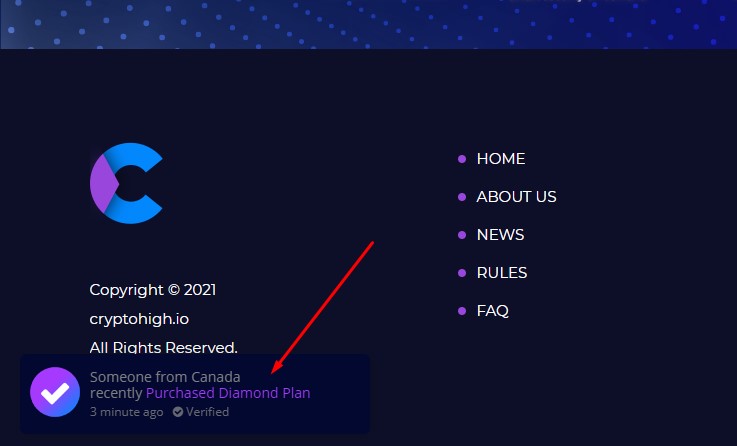 HOME
ABOUT US
NEWS
RULES
FAQ
Copyright © 2021
cryptohigh.io
All Rights Reserved.
Someone from Canada
recently Purchased Diamond Plan
3 minute ago Verified